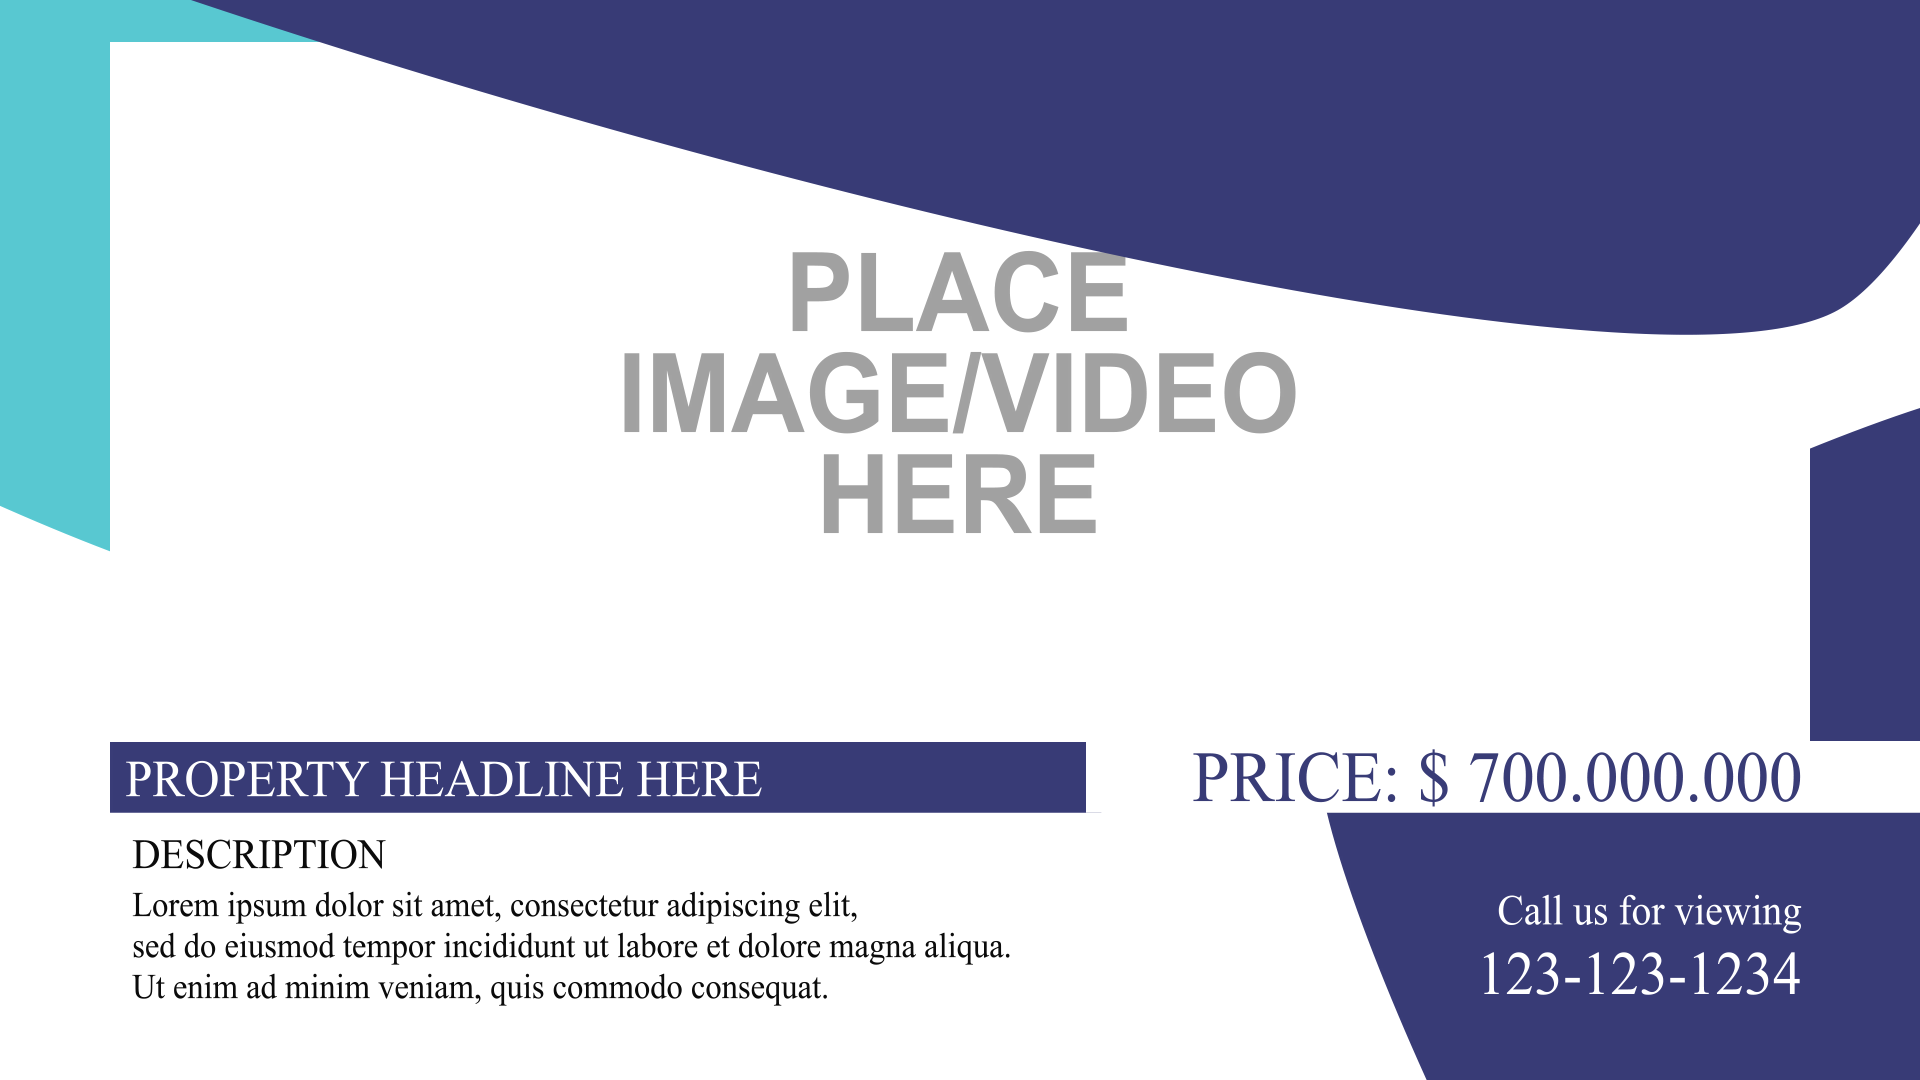 PLACE
IMAGE/VIDEO
HERE
PROPERTY HEADLINE HERE
PRICE: $ 700.000.000
DESCRIPTION
Lorem ipsum dolor sit amet, consectetur adipiscing elit,
sed do eiusmod tempor incididunt ut labore et dolore magna aliqua.
Ut enim ad minim veniam, quis commodo consequat.
Call us for viewing
123-123-1234